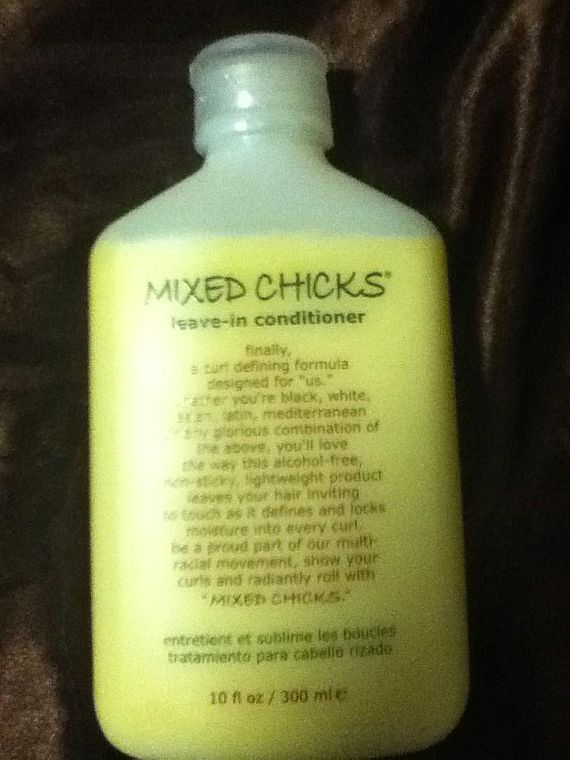 MIXED CHICKS®
leave-in conditioner
finally,
a curl defining formula
designed for "us."
you're black, white,
asian, latin, mediterranean
or any glorious combination of
the above, you'll love
the way this alcohol-free,
non-sticky, lightweight product
leaves your hair inviting
to touch as it defines and locks
moisture into every curl.
be a proud part of our multi-
racial movement, show your
curls and radiantly roll with
"MIXED CHICKS."
entretient et sublime les boucles
tratamiento para cabello rizado
10 fl oz / 300 ml e